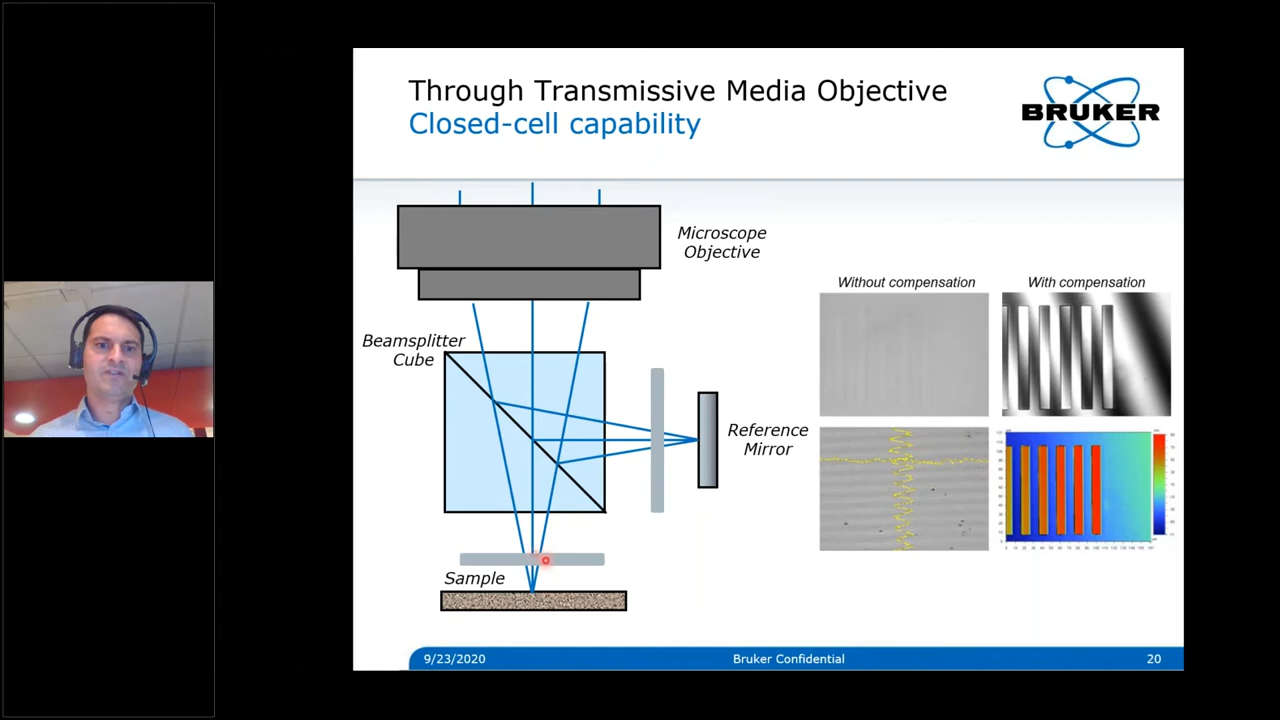 Through Transmissive Media Objective
Closed-cell capability
BRUKER
Microscope
Objective
Beamsplitter
Cube
Reference
Mirror
Sample
Without compensation
With compensation
9/23/2020
Bruker Confidential
20